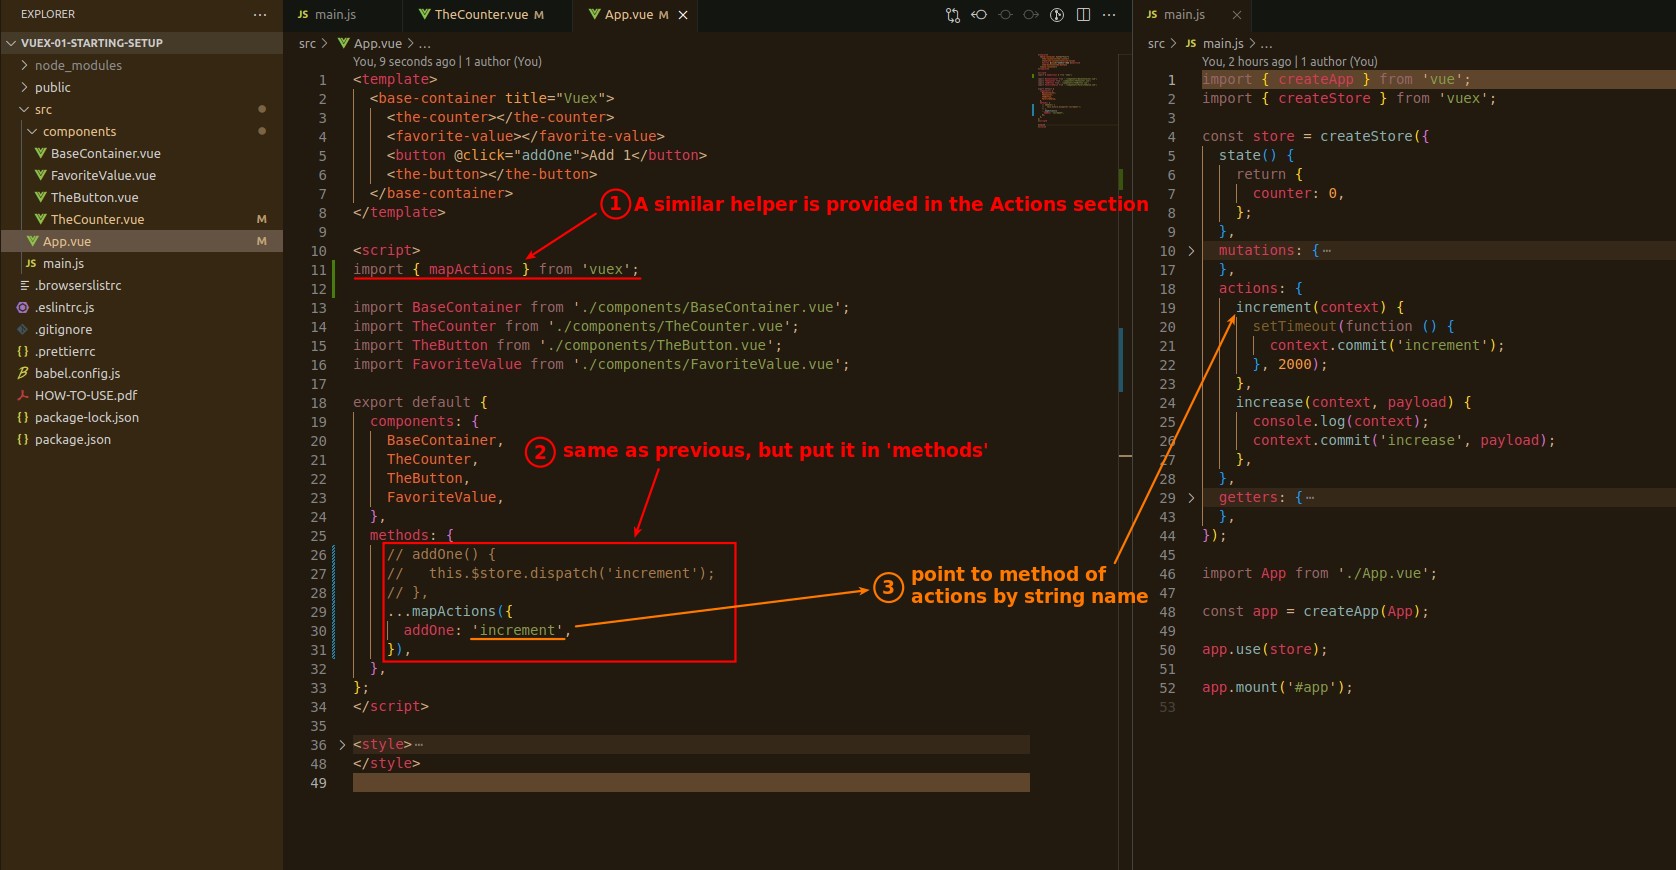 EXPLORER
VUEX-01-STARTING-SETUP
node_modules
public
src
components
BaseContainer.vue
FavoriteValue.vue
TheButton.vue
TheCounter.vue M
App.vue M
JS main.js
.browserslistrc
.eslintrc.js
.gitignore
{} .prettierrc
babel.config.js
HOW-TO-USE.pdf
{} package-lock.json
{} package.json
JS main.js
TheCounter.vue M
App.vue M
src > App.vue > ...
You, 9 seconds ago | 1 author (You)
1 <template>
2 <base-container title="Vuex">
3 <the-counter></the-counter>
4 <favorite-value></favorite-value>
5 <button @click="addOne">Add 1</button>
6 <the-button></the-button>
7 </base-container>
8 </template>
9
10 <script>
11 import { mapActions } from 'vuex';
12
13 import BaseContainer from './components/BaseContainer.vue';
14 import TheCounter from './components/TheCounter.vue';
15 import TheButton from './components/TheButton.vue';
16 import FavoriteValue from './components/FavoriteValue.vue';
17
18 export default {
19 components: {
20 BaseContainer,
21 TheCounter,
22 TheButton,
23 FavoriteValue,
24 },
25 methods: {
26 // addOne() {
27 // this.$store.dispatch('increment');
28 // },
29 ...mapActions({
30 addOne: 'increment',
31 }),
32 },
33 };
34 </script>
35
36 <style>⋯
48 </style>
49
1 A similar helper is provided in the Actions section
2 same as previous, but put it in 'methods'
3 point to method of
actions by string name
JS main.js
src > JS main.js > ...
You, 2 hours ago | 1 author (You)
1 import { createApp } from 'vue';
2 import { createStore } from 'vuex';
3
4 const store = createStore({
5 state() {
6 return {
7 counter: 0,
8 };
9 },
10 mutations: {⋯
17 },
18 actions: {
19 increment(context) {
20 setTimeout(function () {
21 context.commit('increment');
22 }, 2000);
23 },
24 increase(context, payload) {
25 console.log(context);
26 context.commit('increase', payload);
27 },
28 },
29 getters: {⋯
43 },
44 });
45
46 import App from './App.vue';
47
48 const app = createApp(App);
49
50 app.use(store);
51
52 app.mount('#app');
53